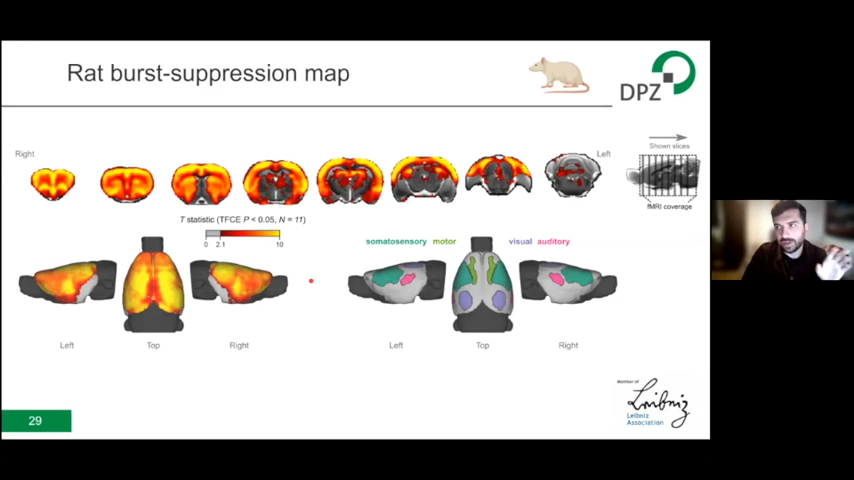 Rat burst-suppression map
DPZ
Right
Left
Shown slices
fMRI coverage
T statistic (TFCE P < 0.05, N = 11)
0 2.1 10
somatosensory motor visual auditory
Left Top Right Left Top Right
Member of
Leibniz
Leibniz
Association
29